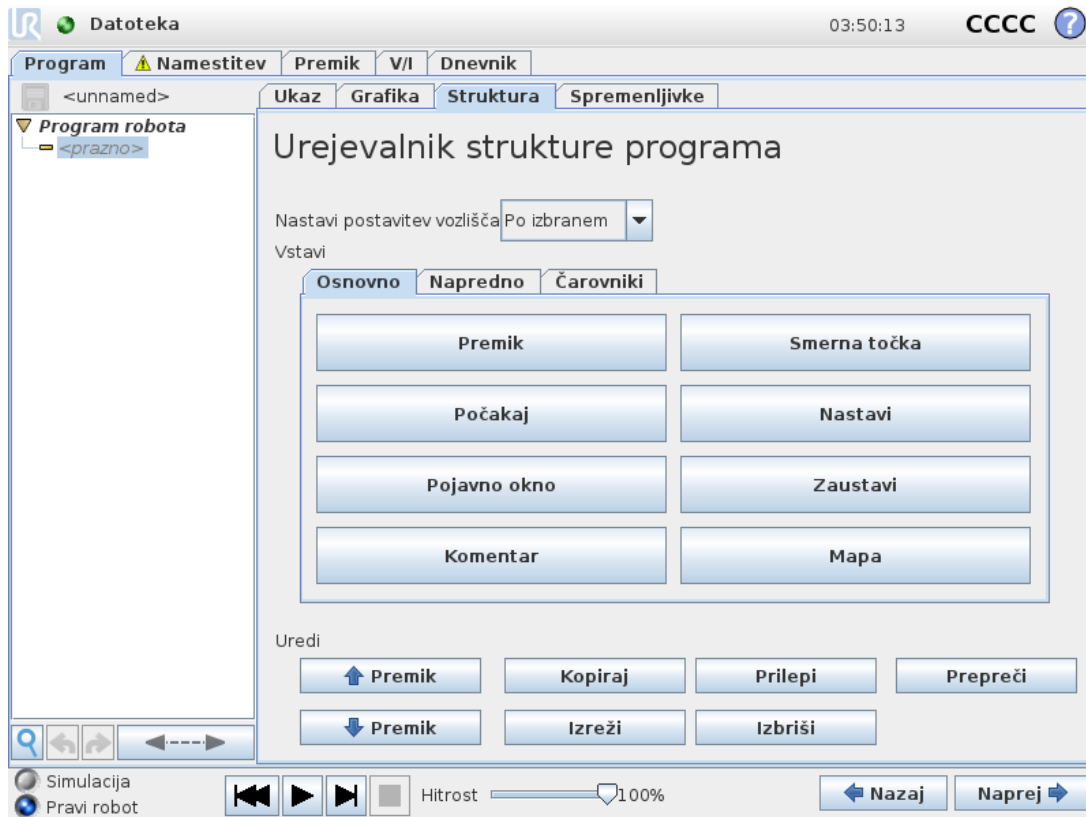 UR Datoteka 03:50:13 CCCC ?
Program Namestitev Premik V/I Dnevnik
<unnamed>
Ukaz Grafika Struktura Spremenljivke
Program robota
<prazno>
Urejevalnik strukture programa
Nastavi postavitev vozlišča Po izbranem
Vstavi
Osnovno Napredno Čarovniki
Premik Smerna točka
Počakaj Nastavi
Pojavno okno Zaustavi
Komentar Mapa
Uredi
Premik Kopiraj Prilepi Prepreči
Premik Izreži Izbriši
Simulacija
Pravi robot
Hitrost 100%
Nazaj Naprej